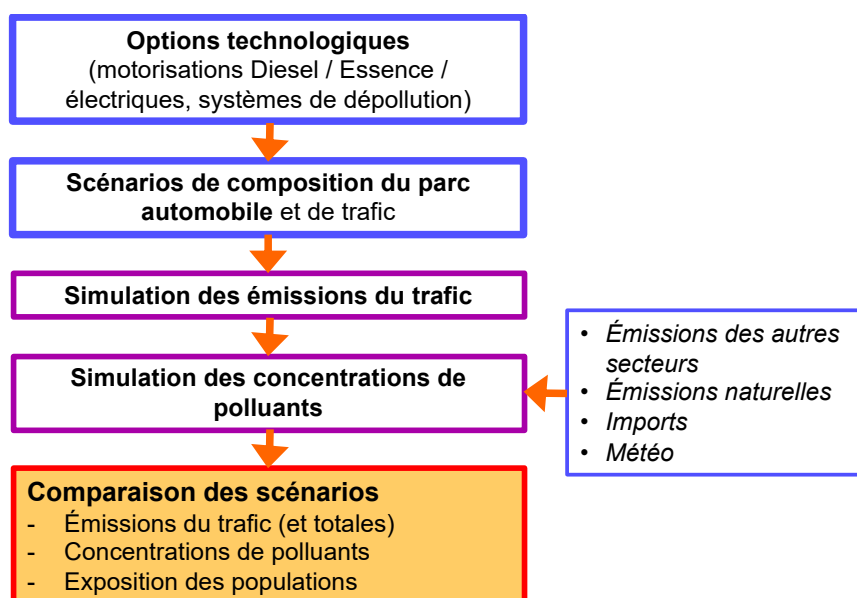 Options technologiques
(motorisations Diesel / Essence /
électriques, systèmes de dépollution)
Scénarios de composition du parc
automobile et de trafic
Simulation des émissions du trafic
Simulation des concentrations de
polluants
• Émissions des autres
secteurs
• Émissions naturelles
• Imports
• Météo
Comparaison des scénarios
- Émissions du trafic (et totales)
- Concentrations de polluants
- Exposition des populations